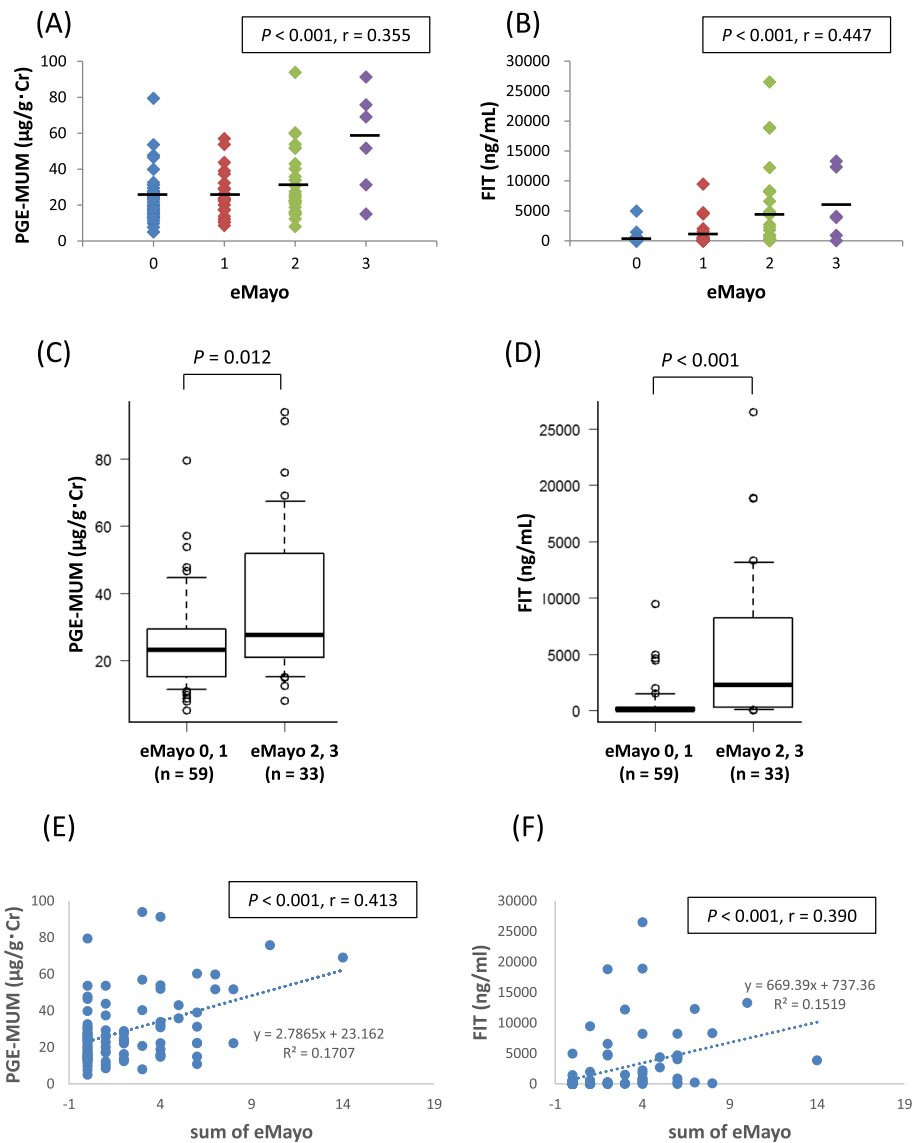 (A)
P < 0.001, r = 0.355
PGE-MUM (µg/g･Cr)
100
80
60
40
20
0
0 1 2 3
eMayo
(B)
P < 0.001, r = 0.447
FIT (ng/mL)
30000
25000
20000
15000
10000
5000
0
0 1 2 3
eMayo
(C)
P = 0.012
PGE-MUM (µg/g･Cr)
80
60
40
20
eMayo 0, 1
(n = 59)
eMayo 2, 3
(n = 33)
(D)
P < 0.001
FIT (ng/mL)
25000
20000
5000
10000
5000
0
eMayo 0, 1
(n = 59)
eMayo 2, 3
(n = 33)
(E)
P < 0.001, r = 0.413
PGE-MUM (µg/g･Cr)
100
80
60
40
20
0
y = 2.7865x + 23.162
R² = 0.1707
-1 4 9 14 19
sum of eMayo
(F)
P < 0.001, r = 0.390
FIT (ng/ml)
30000
25000
20000
15000
10000
5000
0
y = 669.39x + 737.36
R² = 0.1519
-1 4 9 14 19
sum of eMayo